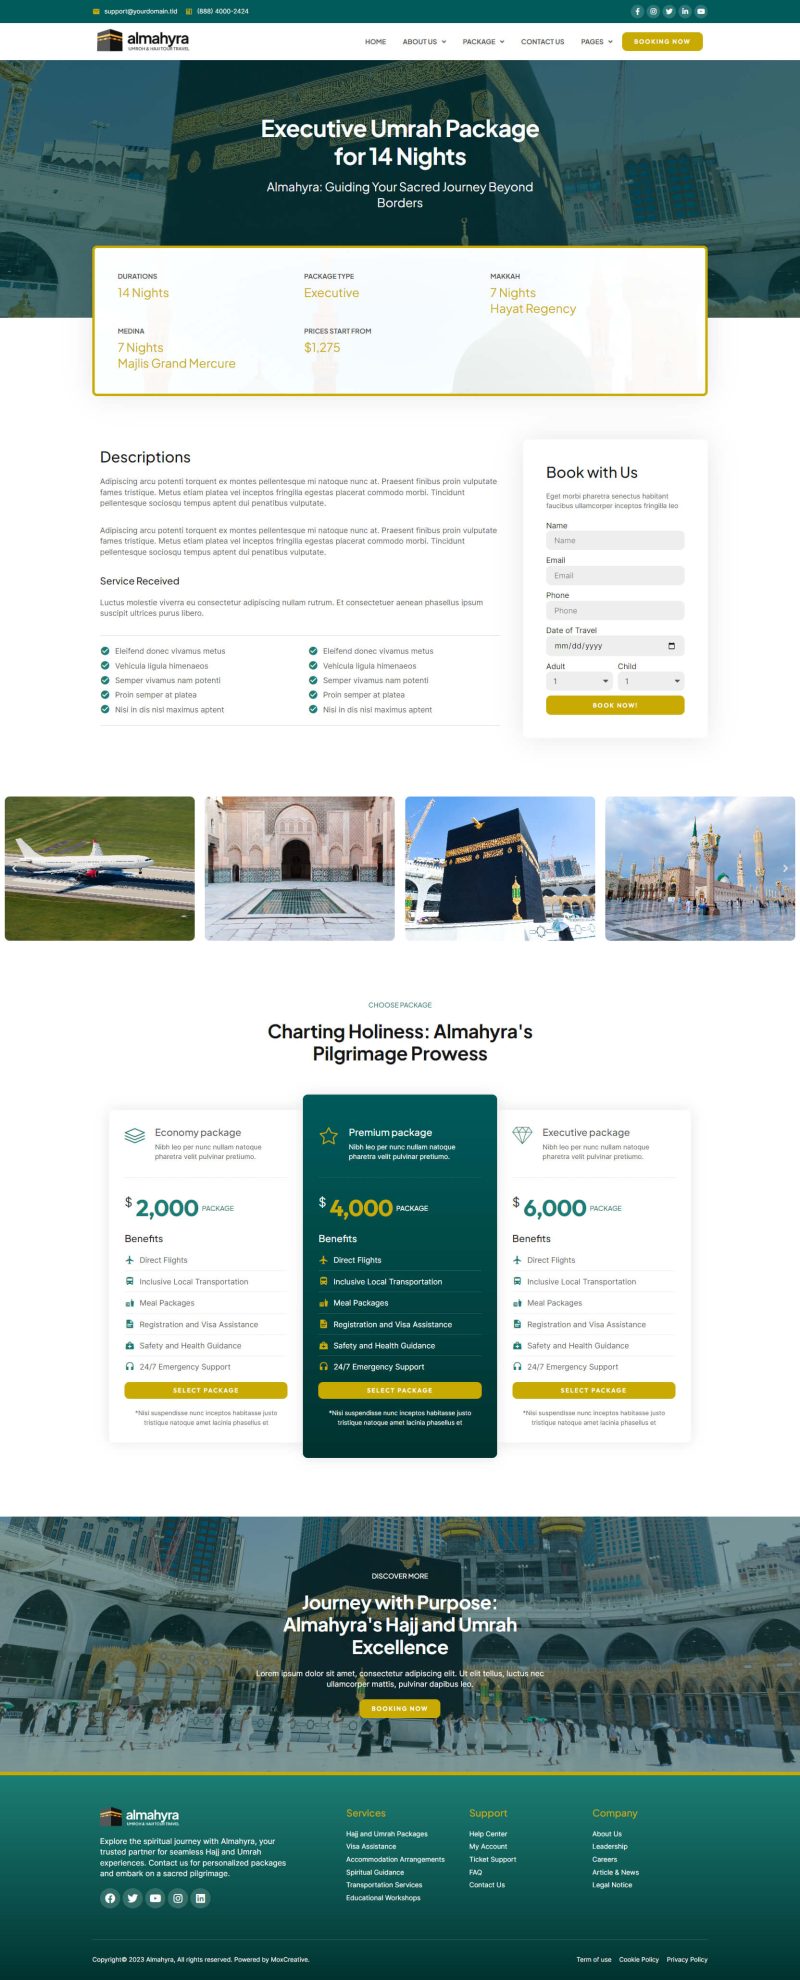 support@yourdomain.tld (888) 4000-2424
almahyra
UMROH & HAJI TOUR TRAVEL
HOME ABOUT US PACKAGE CONTACT US PAGES BOOKING NOW
Executive Umrah Package
for 14 Nights
Almahyra: Guiding Your Sacred Journey Beyond
Borders
DURATIONS
14 Nights
PACKAGE TYPE
Executive
MAKKAH
7 Nights
Hayat Regency
MEDINA
7 Nights
Majlis Grand Mercure
PRICES START FROM
$1,275
Descriptions
Adipiscing arcu potenti torquent ex montes pellentesque mi natoque nunc at. Praesent finibus proin vulputate
fames tristique. Metus etiam platea vel inceptos fringilla egestas placerat commodo morbi. Tincidunt
pellentesque sociosqu tempus aptent dui penatibus vulputate.
Adipiscing arcu potenti torquent ex montes pellentesque mi natoque nunc at. Praesent finibus proin vulputate
fames tristique. Metus etiam platea vel inceptos fringilla egestas placerat commodo morbi. Tincidunt
pellentesque sociosqu tempus aptent dui penatibus vulputate.
Service Received
Luctus molestie viverra eu consectetur adipiscing nullam rutrum. Et consectetuer aenean phasellus ipsum
suscipit ultrices purus libero.
Eleifend donec vivamus metus
Vehicula ligula himenaeos
Semper vivamus nam potenti
Proin semper at platea
Nisi in dis nisl maximus aptent
Eleifend donec vivamus metus
Vehicula ligula himenaeos
Semper vivamus nam potenti
Proin semper at platea
Nisi in dis nisl maximus aptent
Book with Us
Eget morbi pharetra senectus habitant
faucibus ullamcorper inceptos fringilla leo
Name
Name
Email
Email
Phone
Phone
Date of Travel
mm/dd/yyyy
Adult Child
1 1
BOOK NOW!
CHOOSE PACKAGE
Charting Holiness: Almahyra's
Pilgrimage Prowess
Economy package
Nibh leo per nunc nullam natoque
pharetra velit pulvinar pretiumo.
$ 2,000 PACKAGE
Benefits
Direct Flights
Inclusive Local Transportation
Meal Packages
Registration and Visa Assistance
Safety and Health Guidance
24/7 Emergency Support
SELECT PACKAGE
*Nisi suspendisse nunc inceptos habitasse justo
tristique natoque amet lacinia phasellus et
Premium package
Nibh leo per nunc nullam natoque
pharetra velit pulvinar pretiumo.
$ 4,000 PACKAGE
Benefits
Direct Flights
Inclusive Local Transportation
Meal Packages
Registration and Visa Assistance
Safety and Health Guidance
24/7 Emergency Support
SELECT PACKAGE
*Nisi suspendisse nunc inceptos habitasse justo
tristique natoque amet lacinia phasellus et
Executive package
Nibh leo per nunc nullam natoque
pharetra velit pulvinar pretiumo.
$ 6,000 PACKAGE
Benefits
Direct Flights
Inclusive Local Transportation
Meal Packages
Registration and Visa Assistance
Safety and Health Guidance
24/7 Emergency Support
SELECT PACKAGE
*Nisi suspendisse nunc inceptos habitasse justo
tristique natoque amet lacinia phasellus et
DISCOVER MORE
Journey with Purpose:
Almahyra's Hajj and Umrah
Excellence
Lorem ipsum dolor sit amet, consectetur adipiscing elit. Ut elit tellus, luctus nec
ullamcorper mattis, pulvinar dapibus leo.
BOOKING NOW
almahyra
UMROH & HAJI TOUR TRAVEL
Explore the spiritual journey with Almahyra, your
trusted partner for seamless Hajj and Umrah
experiences. Contact us for personalized packages
and embark on a sacred pilgrimage.
Services
Hajj and Umrah Packages
Visa Assistance
Accommodation Arrangements
Spiritual Guidance
Transportation Services
Educational Workshops
Support
Help Center
My Account
Ticket Support
FAQ
Contact Us
Company
About Us
Leadership
Careers
Article & News
Legal Notice
Copyright© 2023 Almahyra, All rights reserved. Powered by MoxCreative.
Term of use Cookie Policy Privacy Policy